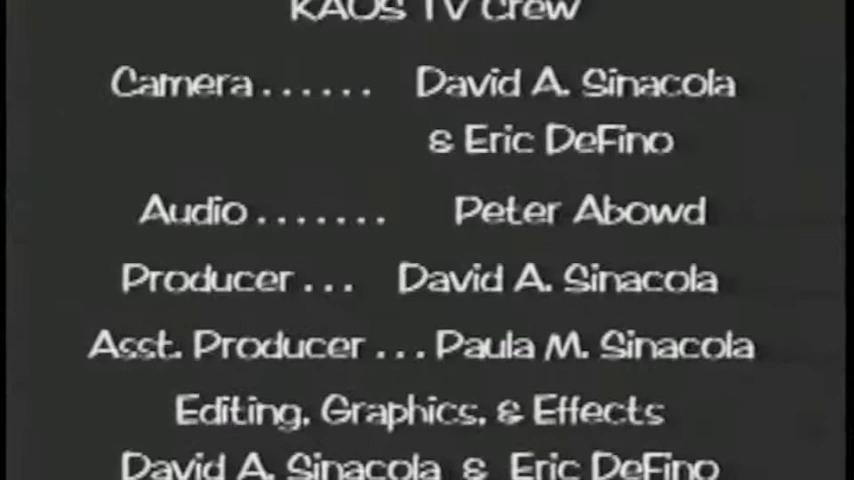 KAOS TV Crew
Camera...... David A. Sinacola
& Eric DeFino
Audio....... Peter Abowd
Producer... David A. Sinacola
Asst. Producer...Paula M. Sinacola
Editing, Graphics, & Effects
David A. Sinacola & Eric DeFino